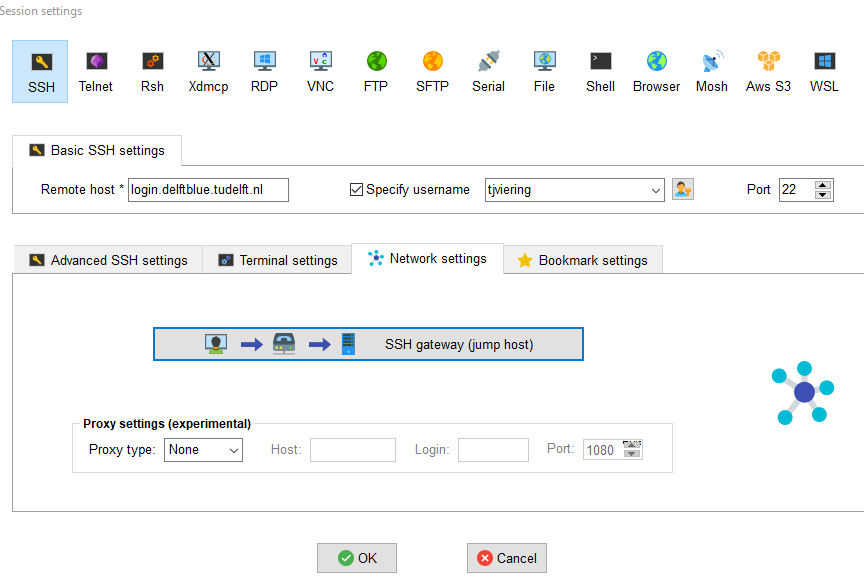 Session settings
SSH Telnet Rsh Xdmcp RDP VNC FTP SFTP Serial File Shell Browser Mosh Aws S3 WSL
Basic SSH settings
Remote host * login.delftblue.tudelft.nl Specify username tjviering Port 22
Advanced SSH settings Terminal settings Network settings Bookmark settings
SSH gateway (jump host)
Proxy settings (experimental)
Proxy type: None Host: Login: Port: 1080
OK Cancel